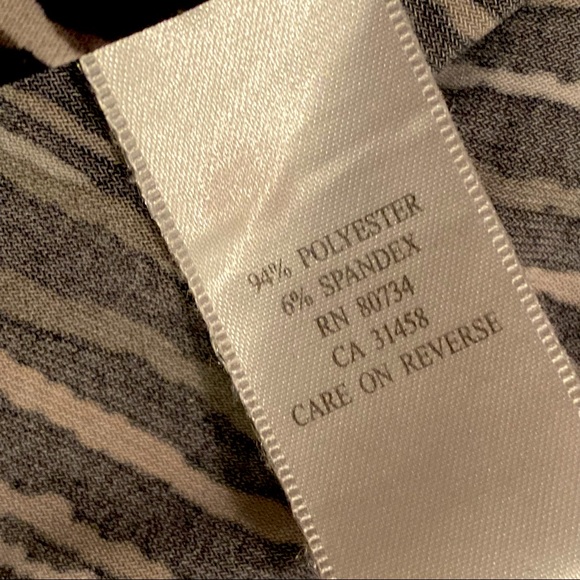 94% POLYESTER
6% SPANDEX
RN 80734
CA 31458
CARE ON REVERSE